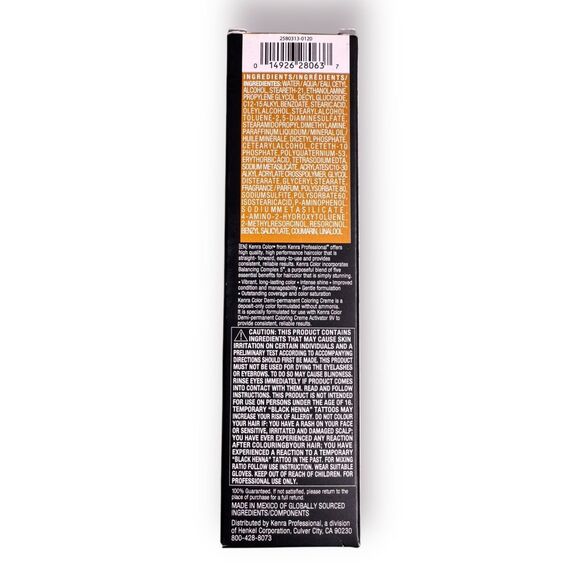 2580313-0120
0 14926 28063 7
INGREDIENTS/INGRÉDIENTS/
INGREDIENTES: WATER / AQUA / EAU, CETYL
ALCOHOL, STEARETH-21, ETHANOLAMINE,
PROPYLENE GLYCOL, DECYL GLUCOSIDE,
C12-15 ALKYL BENZOATE, STEARIC ACID,
OLEYL ALCOHOL, STEARYL ALCOHOL,
TOLUENE-2,5-DIAMINE SULFATE,
STEARAMIDOPROPYL DIMETHYLAMINE,
PARAFFINUM LIQUIDUM / MINERAL OIL /
HUILE MINERALE, DICETYL PHOSPHATE,
CETEARYL ALCOHOL, CETETH-10
PHOSPHATE, POLYQUATERNIUM-53,
ERYTHORBIC ACID, TETRASODIUM EDTA,
SODIUM METASILICATE, ACRYLATES/C10-30
ALKYL ACRYLATE CROSSPOLYMER, GLYCOL
DISTEARATE, GLYCERYL STEARATE,
FRAGRANCE / PARFUM, POLYSORBATE 80,
SODIUM SULFITE, POLYSORBATE 60,
ISOSTEARIC ACID, P-AMINOPHENOL,
SODIUM METASILICATE,
4-AMINO-2-HYDROXYTOLUENE,
2-METHYLRESORCINOL, RESORCINOL,
BENZYL SALICYLATE, COUMARIN, LINALOOL
[EN] Kenra Color™ from Kenra Professional® offers
high quality, high performance haircolor that is
straight- forward, easy-to-use and provides
consistent, reliable results. Kenra Color incorporates
Balancing Complex 5™, a purposeful blend of five
essential benefits for haircolor that is simply stunning.
• Vibrant, long-lasting color • Intense shine • Improved
condition and manageability • Gentle formulation
• Outstanding coverage and color saturation
Kenra Color Demi-permanent Coloring Creme is a
deposit-only color formulated without ammonia.
It is specially formulated for use with Kenra Color
Demi-permanent Coloring Creme Activator 9V to
provide consistent, reliable results.
CAUTION: THIS PRODUCT CONTAINS
INGREDIENTS THAT MAY CAUSE SKIN
IRRITATION ON CERTAIN INDIVIDUALS AND A
PRELIMINARY TEST ACCORDING TO ACCOMPANYING
DIRECTIONS SHOULD FIRST BE MADE. THIS PRODUCT
MUST NOT BE USED FOR DYING THE EYELASHES
OR EYEBROWS. TO DO SO MAY CAUSE BLINDNESS.
RINSE EYES IMMEDIATELY IF PRODUCT COMES
INTO CONTACT WITH THEM. READ AND FOLLOW
INSTRUCTIONS. THIS PRODUCT IS NOT INTENDED
FOR USE ON PERSONS UNDER THE AGE OF 16.
TEMPORARY "BLACK HENNA" TATTOOS MAY
INCREASE YOUR RISK OF ALLERGY. DO NOT COLOUR
YOUR HAIR IF: YOU HAVE A RASH ON YOUR FACE
OR SENSITIVE, IRRITATED AND DAMAGED SCALP;
YOU HAVE EVER EXPERIENCED ANY REACTION
AFTER COLOURINGBYOUR HAIR; YOU HAVE
EXPERIENCED A REACTION TO A TEMPORARY
"BLACK HENNA" TATTOO IN THE PAST. FOR MIXING
RATIO FOLLOW USE INSTRUCTION. WEAR SUITABLE
GLOVES. KEEP OUT OF REACH OF CHILDREN. FOR
PROFESSIONAL USE ONLY.
100% Guaranteed. If not satisfied, please return to the
place of purchase for a full refund.
MADE IN MEXICO OF GLOBALLY SOURCED
INGREDIENTS/COMPONENTS
Distributed by Kenra Professional, a division
of Henkel Corporation, Culver City, CA 90230
800-428-8073